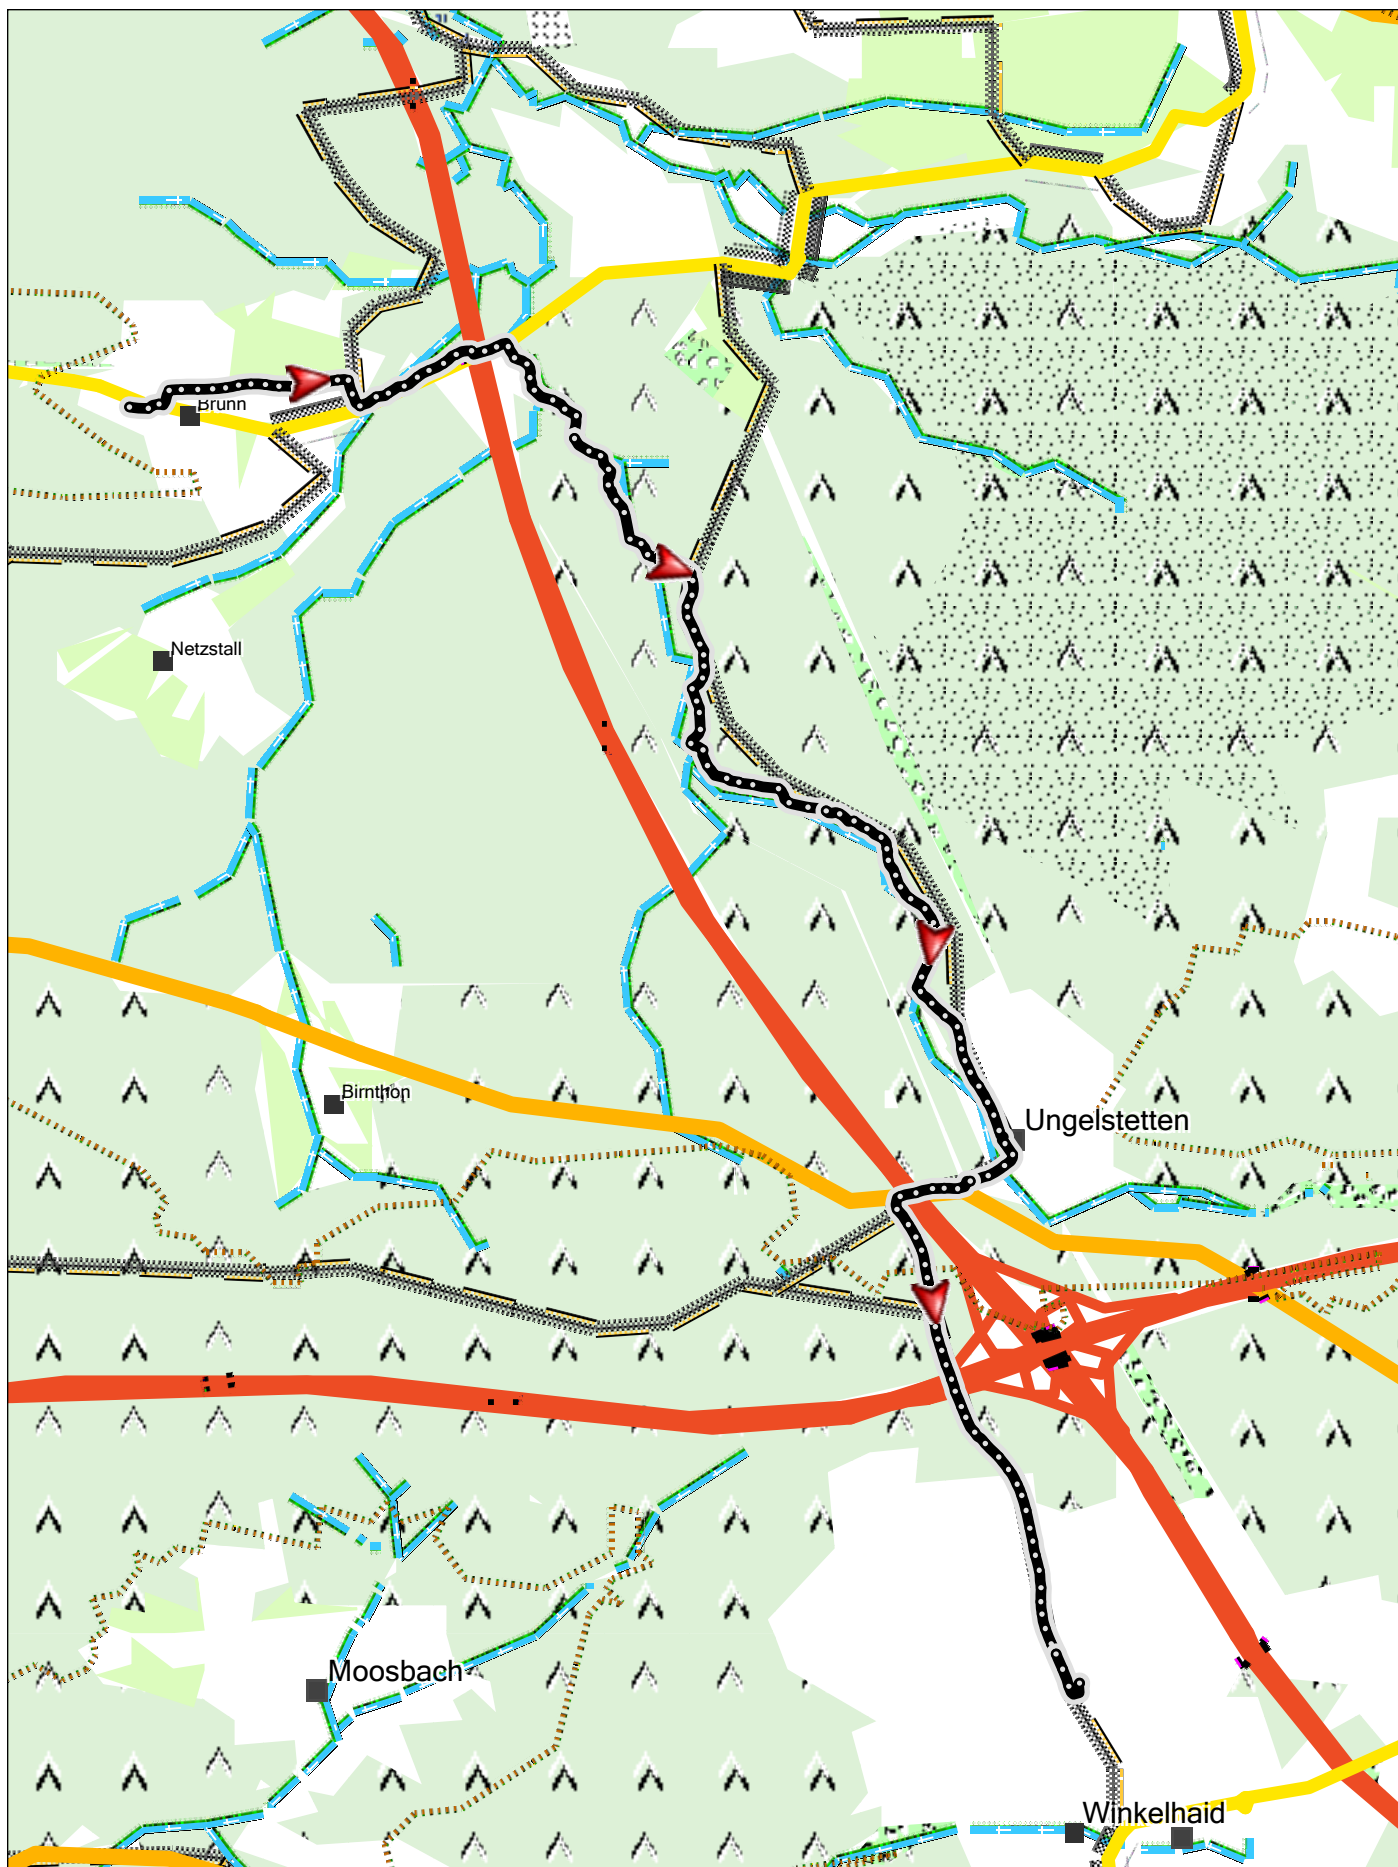 Brunn
Netzstall
Birnthon
Ungelstetten
Moosbach
Winkelhaid